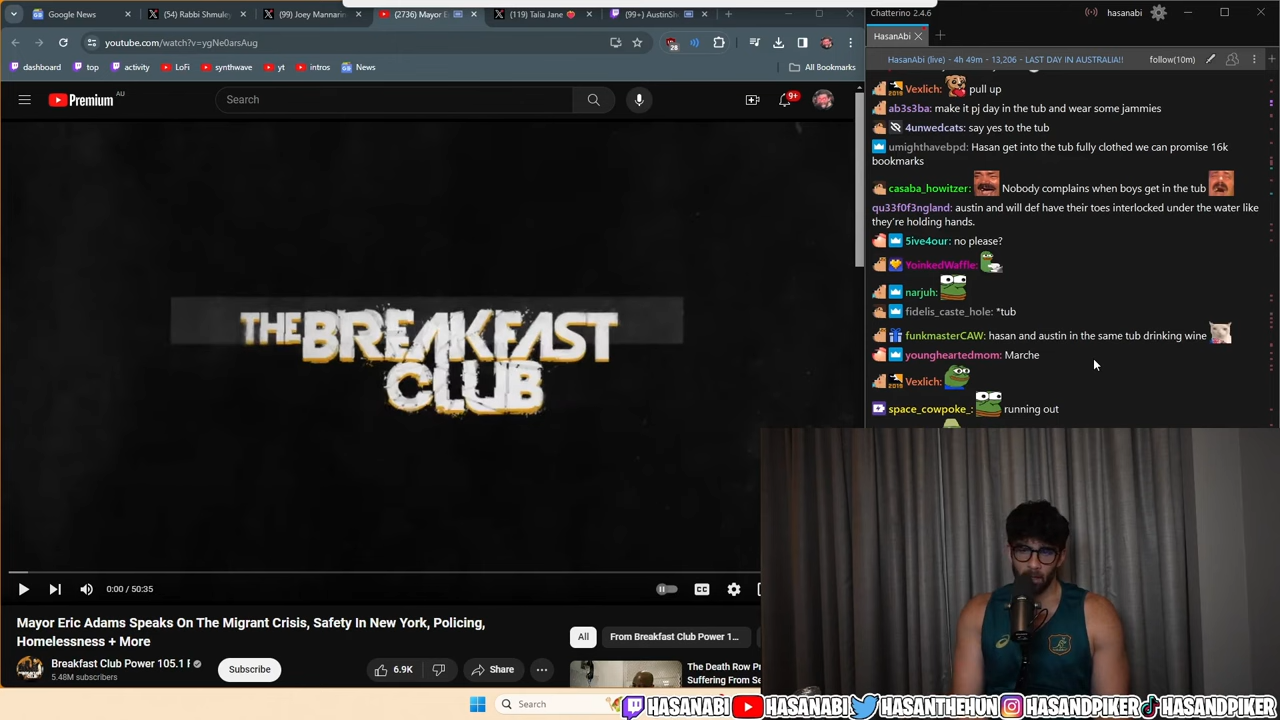 Google News
(54) Rabbi Shmule
(99) Joey Mannarin
(2736) Mayor E
(119) Talia Jane
(99+) AustinSh
youtube.com/watch?v=ygNe0arsAug
28
dashboard
top
activity
LoFi
synthwave
yt
intros
News
All Bookmarks
Premium AU
Search
9+
THE BREAKFAST
CLUB
0:00 / 50:35
CC
Mayor Eric Adams Speaks On The Migrant Crisis, Safety In New York, Policing,
Homelessness + More
Breakfast Club Power 105.1 F
5.48M subscribers
Subscribe
6.9K
Share
All
From Breakfast Club Power 1...
The Death Row Pr
Suffering From Se
Search
Chatterino 2.4.6
hasanabi
HasanAbi
HasanAbi (live) - 4h 49m - 13,206 - LAST DAY IN AUSTRALIA!!
follow(10m)
Vexlich: pull up
ab3s3ba: make it pj day in the tub and wear some jammies
4unwedcats: say yes to the tub
umighthavebpd: Hasan get into the tub fully clothed we can promise 16k
bookmarks
casaba_howitzer: Nobody complains when boys get in the tub
qu33f0f3ngland: austin and will def have their toes interlocked under the water like
they're holding hands.
5ive4our: no please?
YoinkedWaffle:
narjuh:
fidelis_caste_hole: *tub
funkmasterCAW: hasan and austin in the same tub drinking wine
youngheartedmom: Marche
Vexlich:
space_cowpoke_: running out
HASANABI
HASANABI
HASANTHEHUN
HASANDPIKER
HASANDPIKER